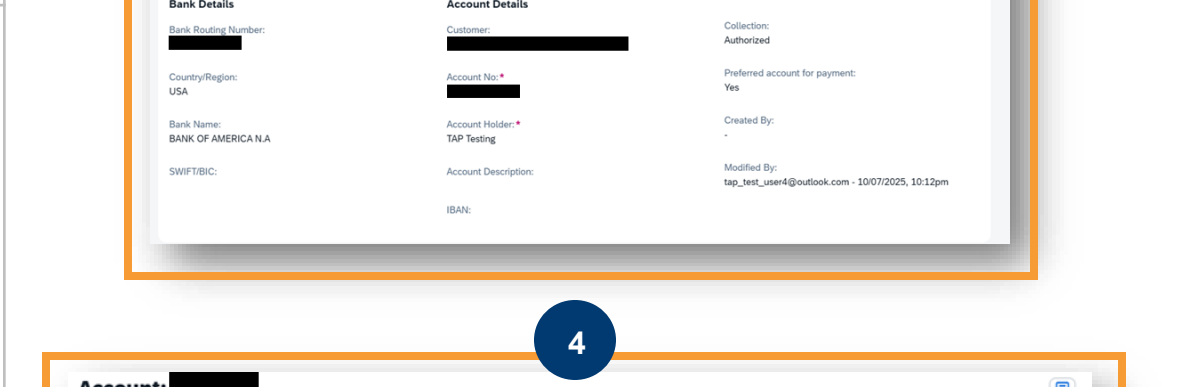 Bank Details
Bank Routing Number:
Country/Region:
USA
Bank Name:
BANK OF AMERICA N.A
SWIFT/BIC:
Account Details
Customer:
Account No:*
Account Holder:*
TAP Testing
Account Description:
IBAN:
Collection:
Authorized
Preferred account for payment:
Yes
Created By:
-
Modified By:
tap_test_user4@outlook.com - 10/07/2025, 10:12pm
4
Account: